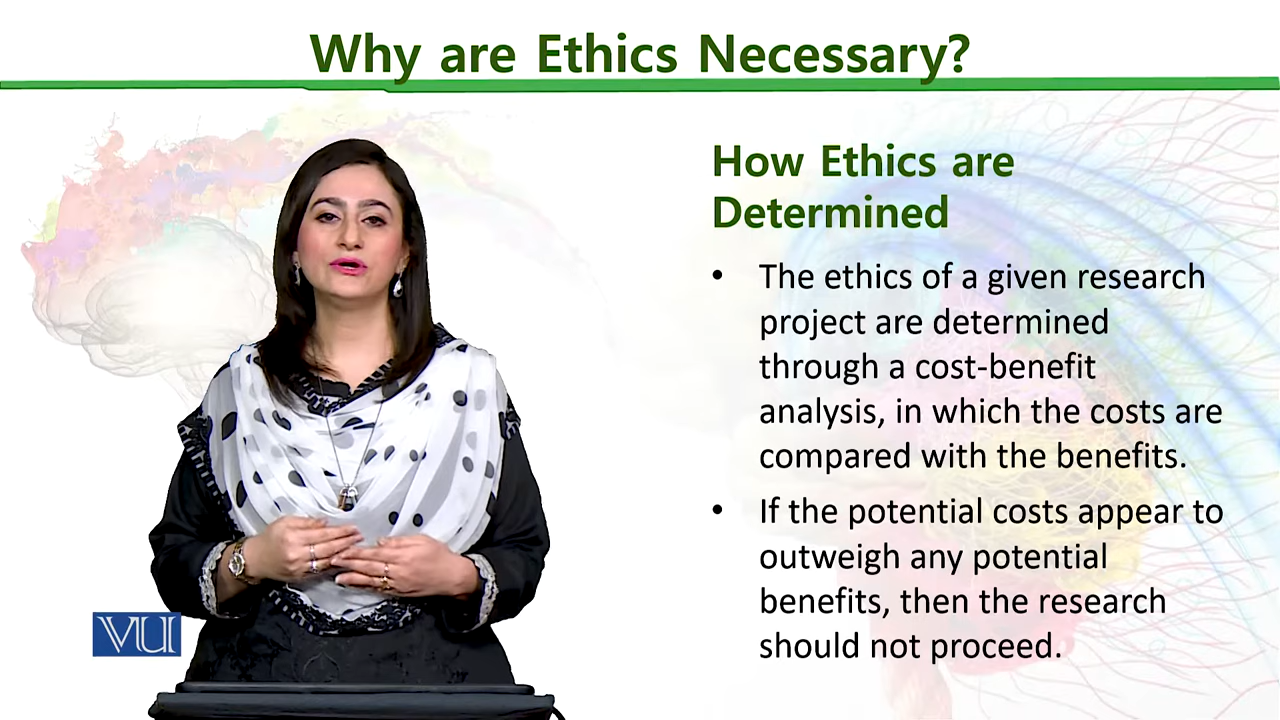 Why are Ethics Necessary?
How Ethics are
Determined
• The ethics of a given research
project are determined
through a cost-benefit
analysis, in which the costs are
compared with the benefits.
• If the potential costs appear to
outweigh any potential
benefits, then the research
should not proceed.
VU